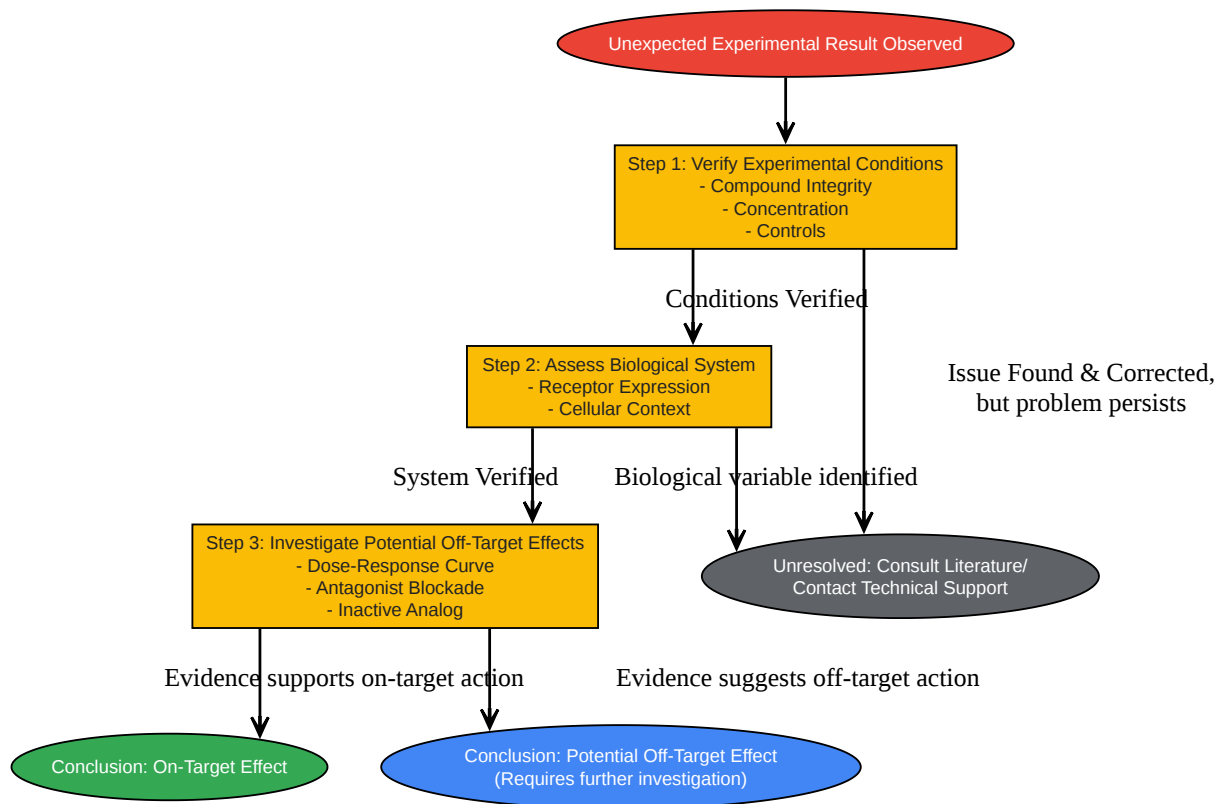 Unexpected Experimental Result Observed
Step 1: Verify Experimental Conditions
- Compound Integrity
- Concentration
- Controls
Conditions Verified
Issue Found & Corrected,
but problem persists
Step 2: Assess Biological System
- Receptor Expression
- Cellular Context
System Verified
Biological variable identified
Step 3: Investigate Potential Off-Target Effects
- Dose-Response Curve
- Antagonist Blockade
- Inactive Analog
Unresolved: Consult Literature/
Contact Technical Support
Evidence supports on-target action
Evidence suggests off-target action
Conclusion: On-Target Effect
Conclusion: Potential Off-Target Effect
(Requires further investigation)